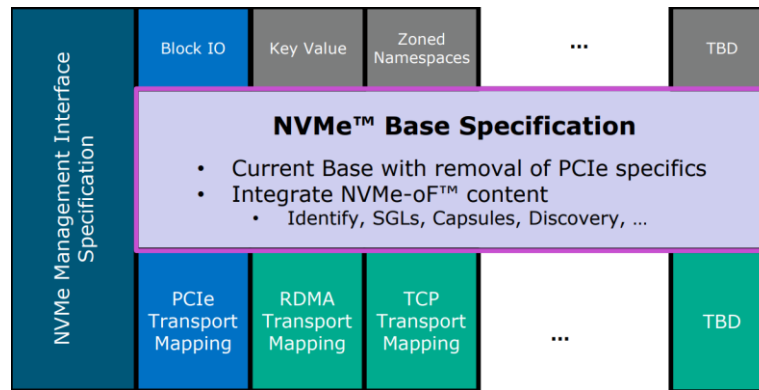 NVMe Management Interface
Specification
Block IO
Key Value
Zoned
Namespaces
...
TBD
NVMe™ Base Specification
• Current Base with removal of PCIe specifics
• Integrate NVMe-oF™ content
• Identify, SGLs, Capsules, Discovery, ...
PCIe
Transport
Mapping
RDMA
Transport
Mapping
TCP
Transport
Mapping
...
TBD